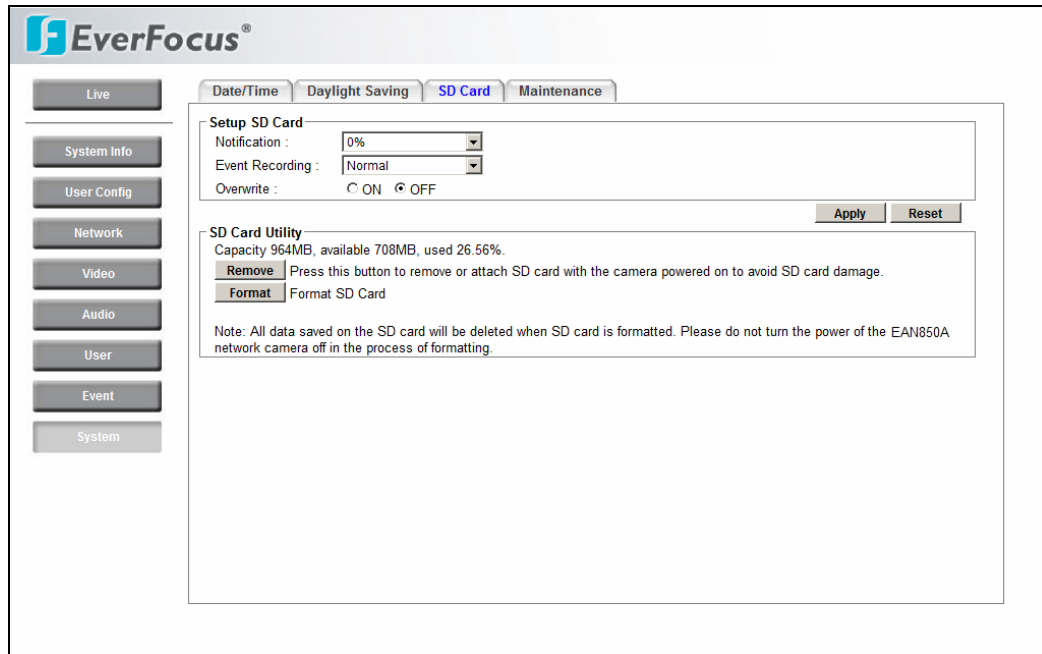 EverFocus®
Live
System Info
User Config
Network
Video
Audio
User
Event
System
Date/Time Daylight Saving SD Card Maintenance
Setup SD Card
Notification : 0%
Event Recording : Normal
Overwrite : ON OFF
Apply Reset
SD Card Utility
Capacity 964MB, available 708MB, used 26.56%.
Remove Press this button to remove or attach SD card with the camera powered on to avoid SD card damage.
Format Format SD Card
Note: All data saved on the SD card will be deleted when SD card is formatted. Please do not turn the power of the EAN850A
network camera off in the process of formatting.